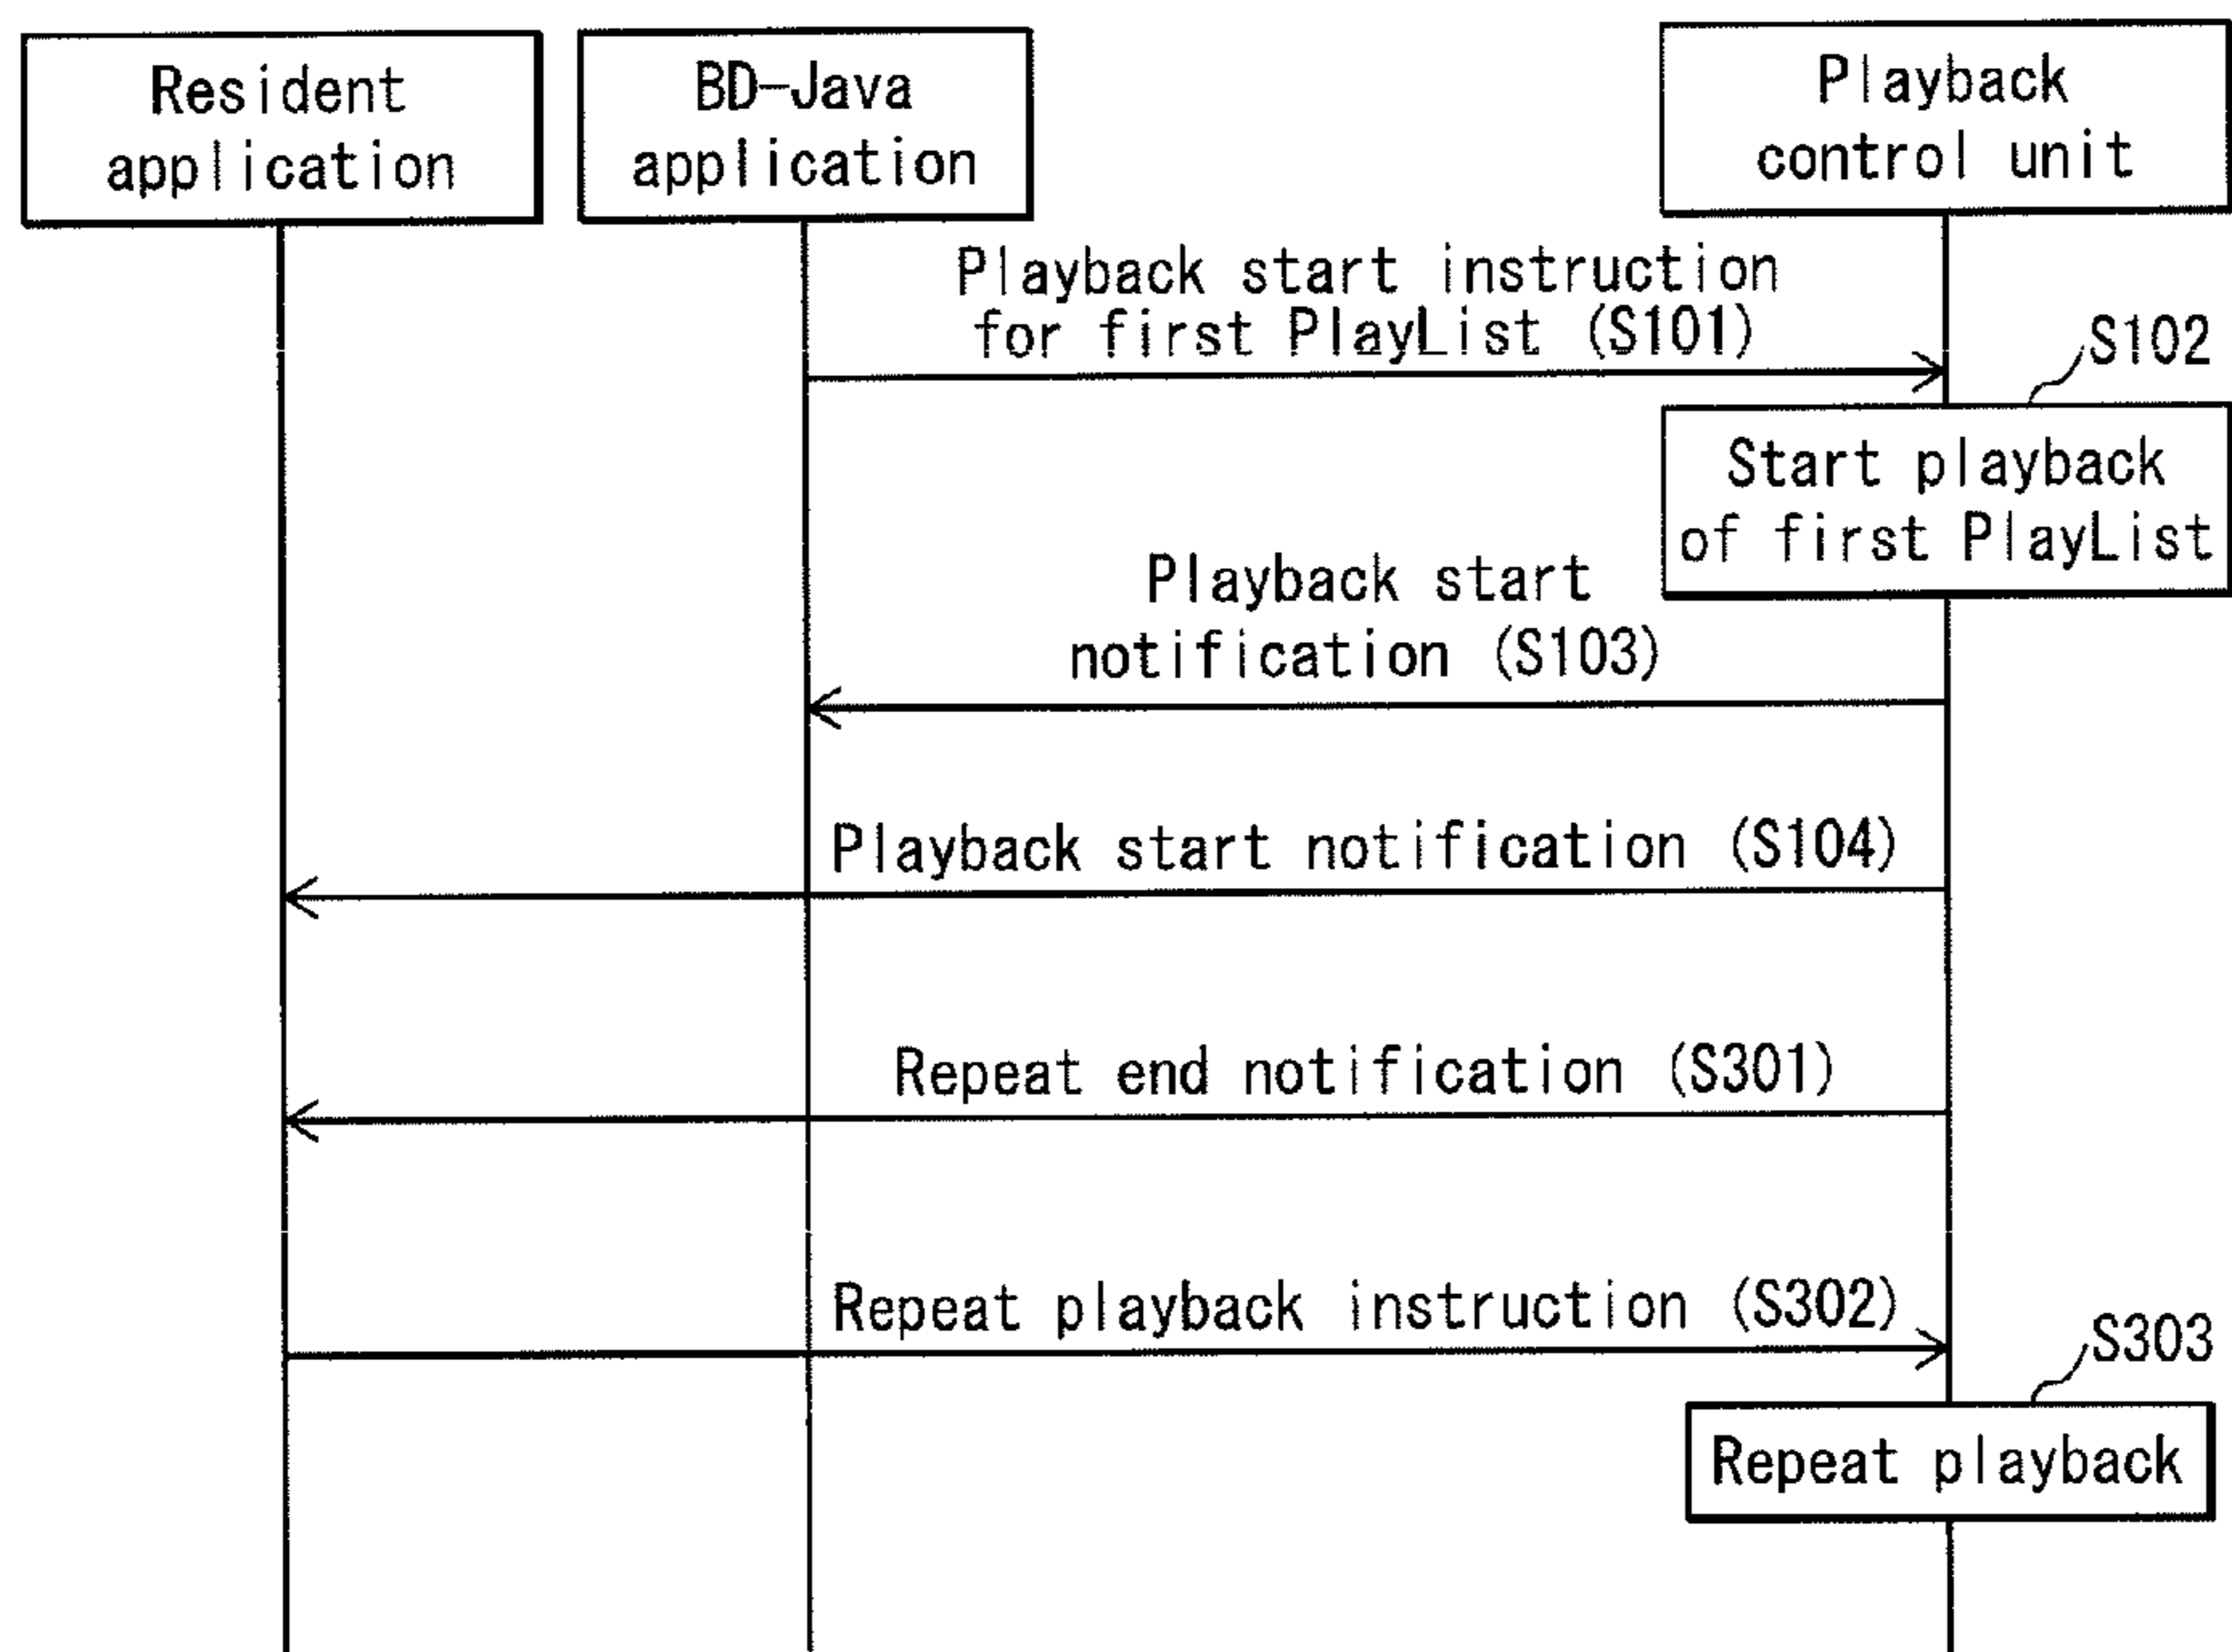 Resident
application
BD-Java
application
Playback
control unit
Playback start instruction
for first PlayList (S101)
S102
Start playback
of first PlayList
Playback start
notification (S103)
Playback start notification (S104)
Repeat end notification (S301)
Repeat playback instruction (S302)
S303
Repeat playback